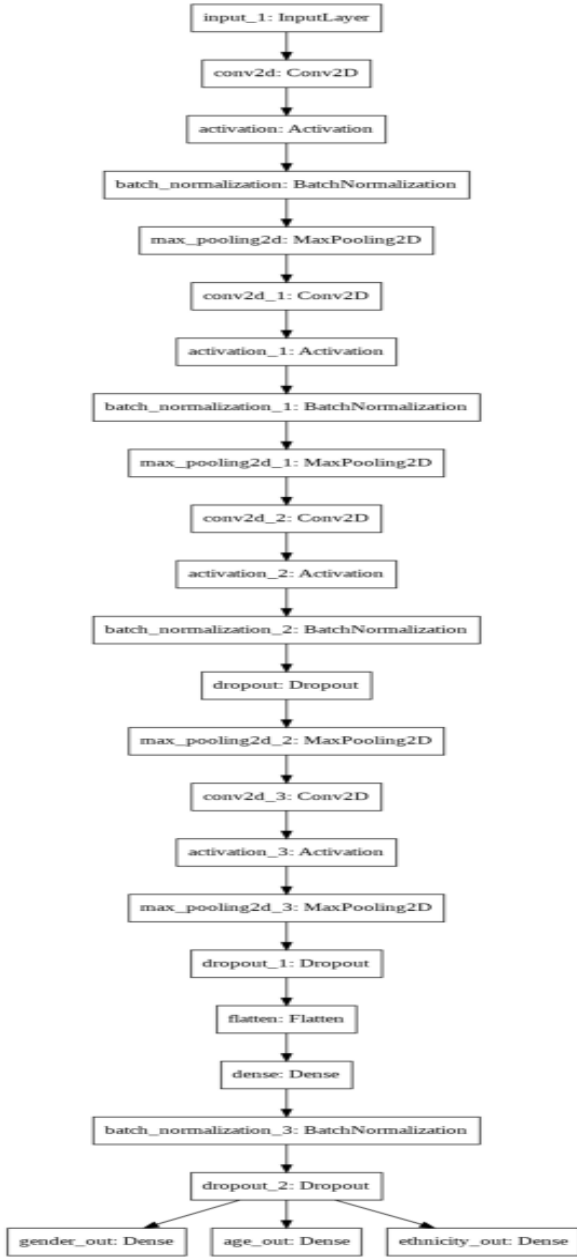 input_1: InputLayer
conv2d: Conv2D
activation: Activation
batch_normalization: BatchNormalization
max_pooling2d: MaxPooling2D
conv2d_1: Conv2D
activation_1: Activation
batch_normalization_1: BatchNormalization
max_pooling2d_1: MaxPooling2D
conv2d_2: Conv2D
activation_2: Activation
batch_normalization_2: BatchNormalization
dropout: Dropout
max_pooling2d_2: MaxPooling2D
conv2d_3: Conv2D
activation_3: Activation
max_pooling2d_3: MaxPooling2D
dropout_1: Dropout
flatten: Flatten
dense: Dense
batch_normalization_3: BatchNormalization
dropout_2: Dropout
gender_out: Dense age_out: Dense ethnicity_out: Dense